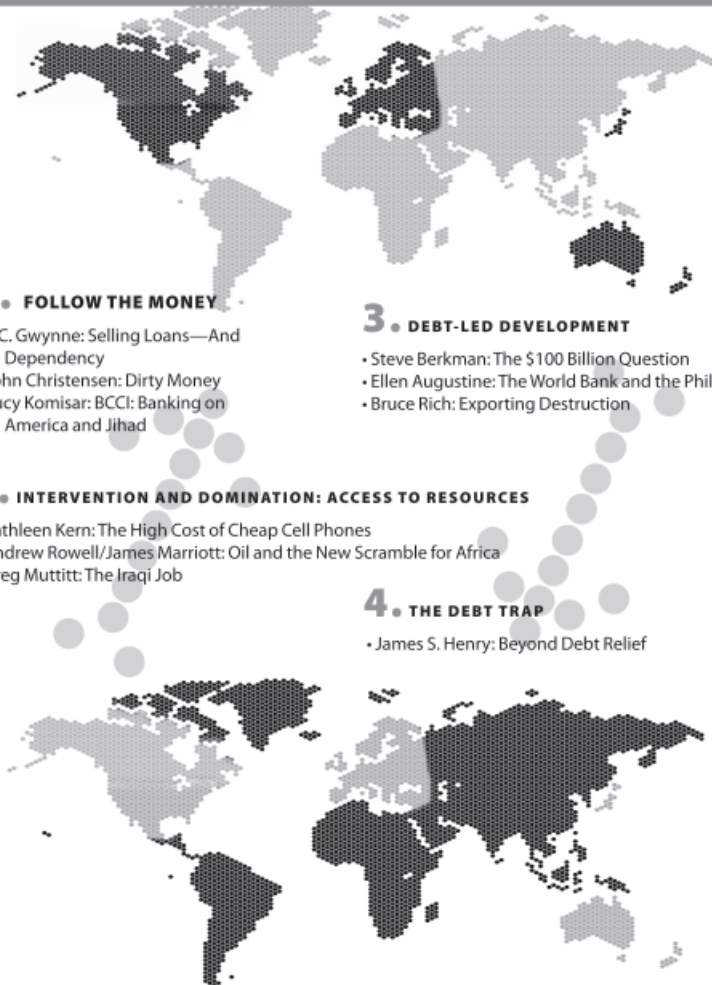 • FOLLOW THE MONEY
C. Gwynne: Selling Loans—And
Dependency
ohn Christensen: Dirty Money
ucy Komisar: BCCI: Banking on
America and Jihad
3. DEBT-LED DEVELOPMENT
• Steve Berkman: The $100 Billion Question
• Ellen Augustine: The World Bank and the Phil
• Bruce Rich: Exporting Destruction
• INTERVENTION AND DOMINATION: ACCESS TO RESOURCES
athleen Kern: The High Cost of Cheap Cell Phones
ndrew Rowell/James Marriott: Oil and the New Scramble for Africa
reg Muttitt: The Iraqi Job
4. THE DEBT TRAP
• James S. Henry: Beyond Debt Relief